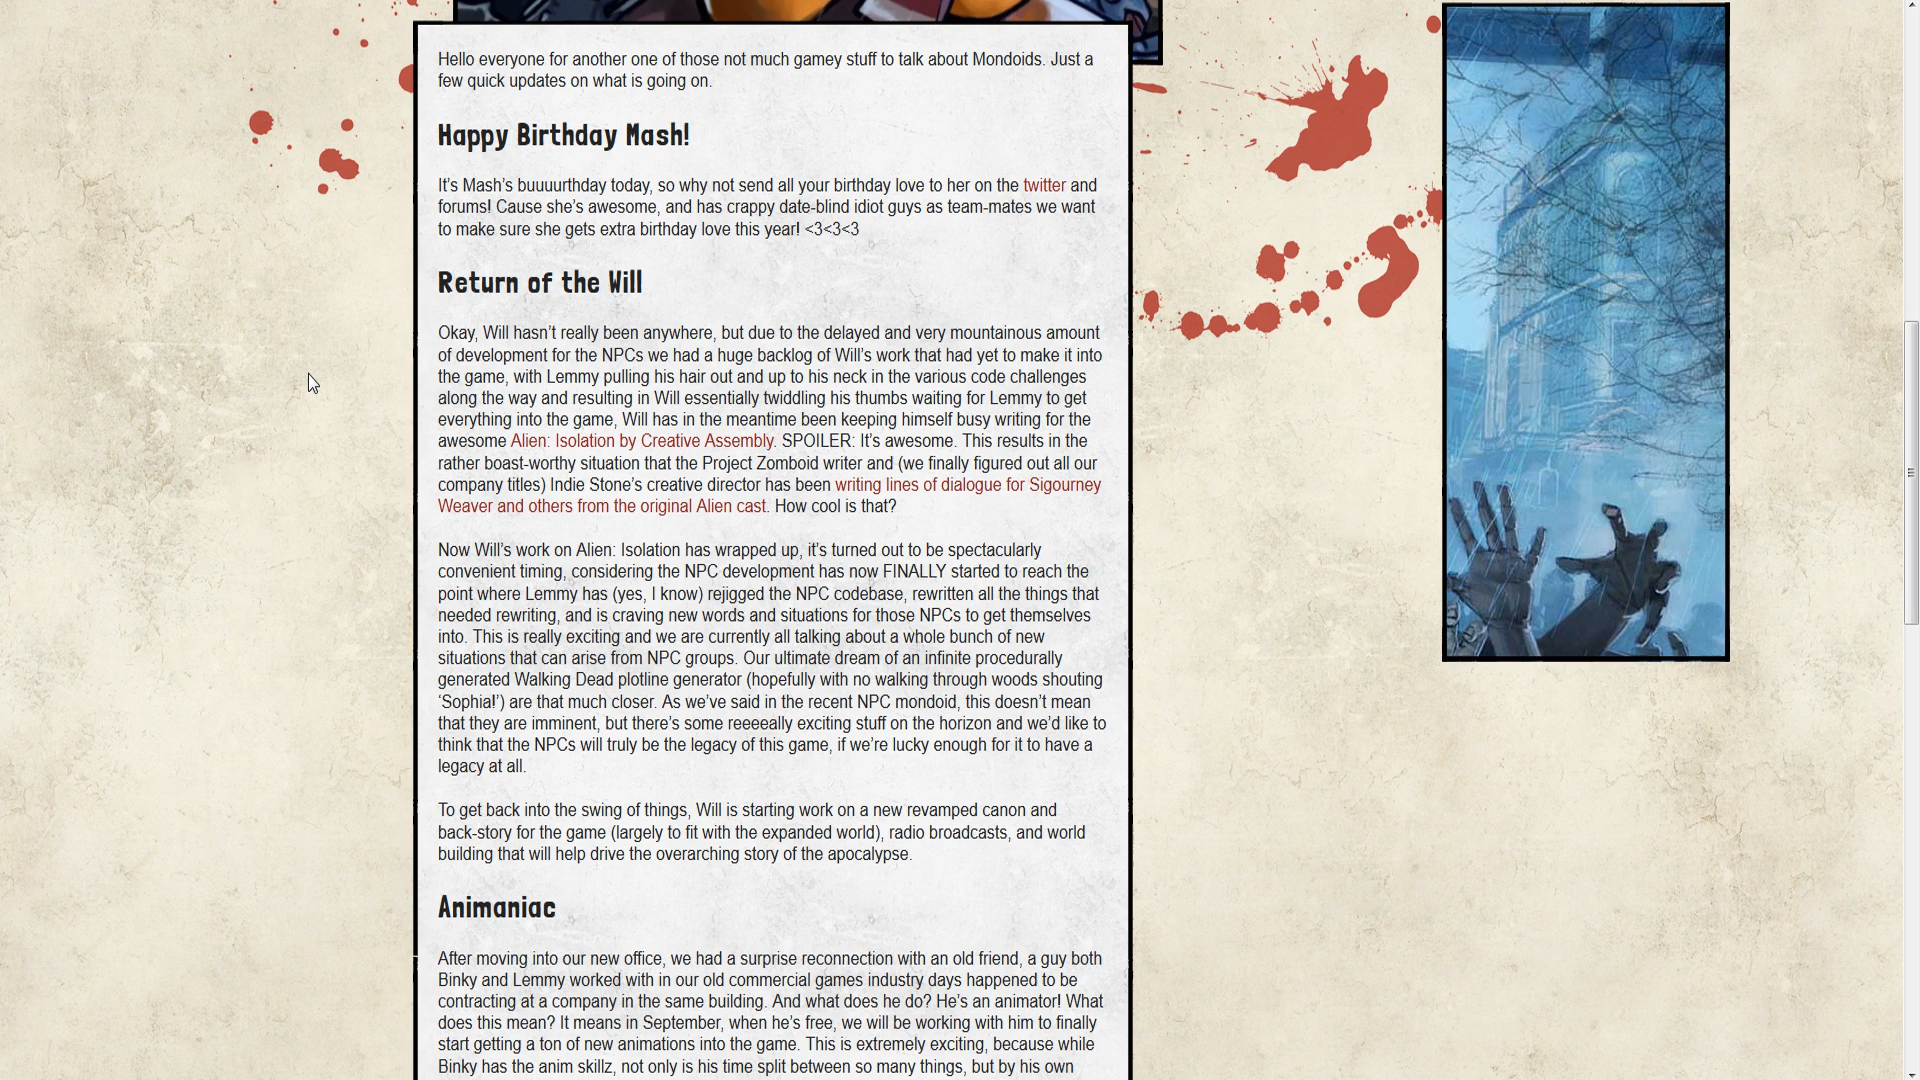 Hello everyone for another one of those not much gamey stuff to talk about Mondoids. Just a
few quick updates on what is going on.
Happy Birthday Mash!
It’s Mash’s buuuurthday today, so why not send all your birthday love to her on the twitter and
forums! Cause she’s awesome, and has crappy date-blind idiot guys as team-mates we want
to make sure she gets extra birthday love this year! <3<3<3
Return of the Will
Okay, Will hasn’t really been anywhere, but due to the delayed and very mountainous amount
of development for the NPCs we had a huge backlog of Will’s work that had yet to make it into
the game, with Lemmy pulling his hair out and up to his neck in the various code challenges
along the way and resulting in Will essentially twiddling his thumbs waiting for Lemmy to get
everything into the game, Will has in the meantime been keeping himself busy writing for the
awesome Alien: Isolation by Creative Assembly. SPOILER: It’s awesome. This results in the
rather boast-worthy situation that the Project Zomboid writer and (we finally figured out all our
company titles) Indie Stone’s creative director has been writing lines of dialogue for Sigourney
Weaver and others from the original Alien cast. How cool is that?
Now Will’s work on Alien: Isolation has wrapped up, it’s turned out to be spectacularly
convenient timing, considering the NPC development has now FINALLY started to reach the
point where Lemmy has (yes, I know) rejigged the NPC codebase, rewritten all the things that
needed rewriting, and is craving new words and situations for those NPCs to get themselves
into. This is really exciting and we are currently all talking about a whole bunch of new
situations that can arise from NPC groups. Our ultimate dream of an infinite procedurally
generated Walking Dead plotline generator (hopefully with no walking through woods shouting
‘Sophia!’) are that much closer. As we’ve said in the recent NPC mondoid, this doesn’t mean
that they are imminent, but there’s some reeeeally exciting stuff on the horizon and we’d like to
think that the NPCs will truly be the legacy of this game, if we’re lucky enough for it to have a
legacy at all.
To get back into the swing of things, Will is starting work on a new revamped canon and
back-story for the game (largely to fit with the expanded world), radio broadcasts, and world
building that will help drive the overarching story of the apocalypse.
Animaniac
After moving into our new office, we had a surprise reconnection with an old friend, a guy both
Binky and Lemmy worked with in our old commercial games industry days happened to be
contracting at a company in the same building. And what does he do? He’s an animator! What
does this mean? It means in September, when he’s free, we will be working with him to finally
start getting a ton of new animations into the game. This is extremely exciting, because while
Binky has the anim skillz, not only is his time split between so many things, but by his own